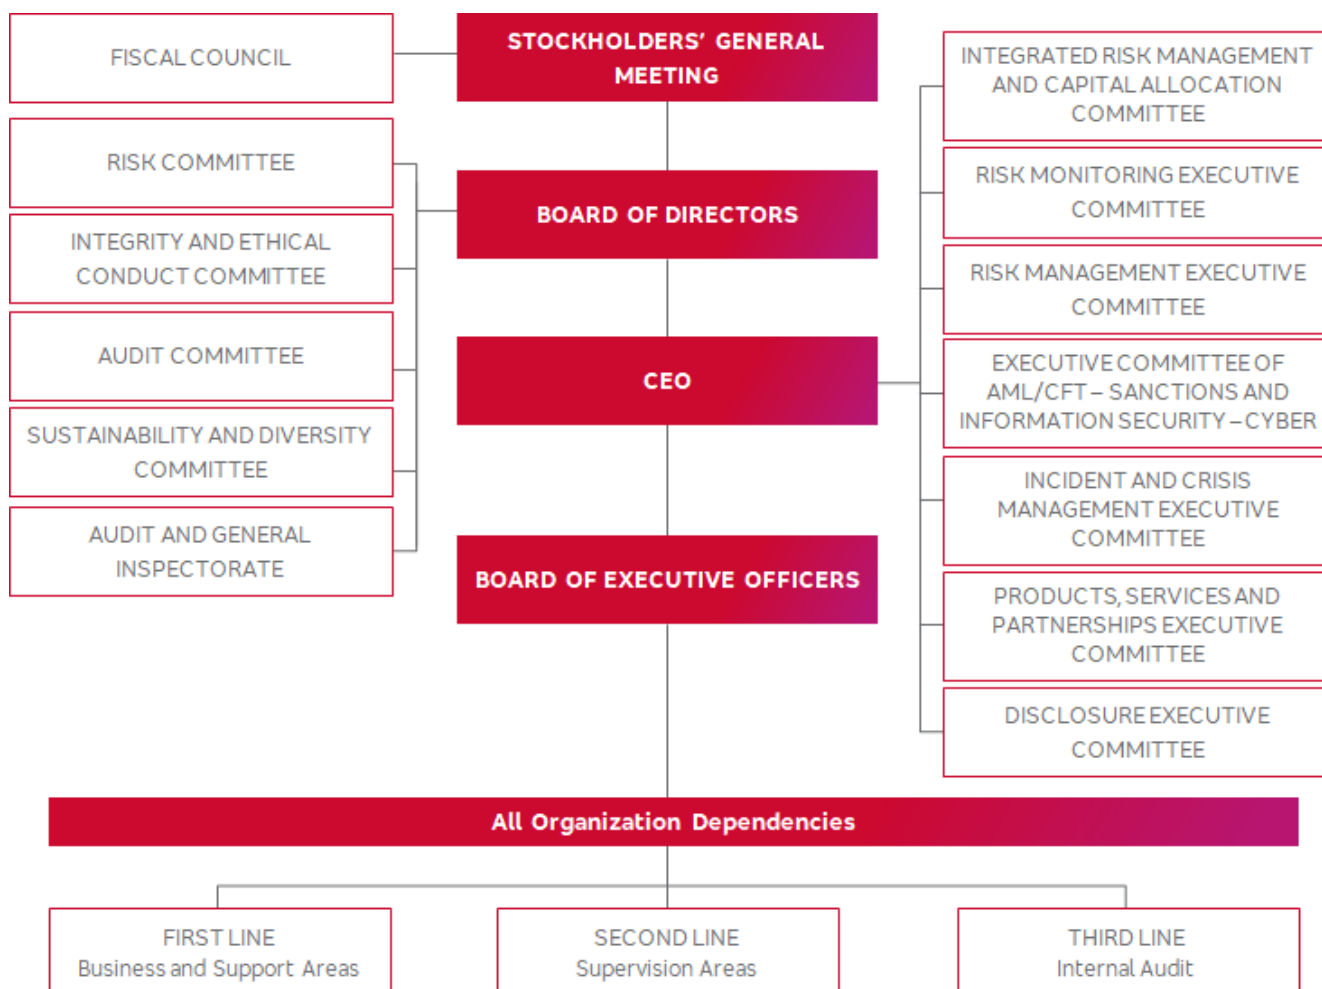 FISCAL COUNCIL
STOCKHOLDERS’ GENERAL
MEETING
RISK COMMITTEE
INTEGRITY AND ETHICAL
CONDUCT COMMITTEE
AUDIT COMMITTEE
SUSTAINABILITY AND DIVERSITY
COMMITTEE
AUDIT AND GENERAL
INSPECTORATE
BOARD OF DIRECTORS
CEO
BOARD OF EXECUTIVE OFFICERS
INTEGRATED RISK MANAGEMENT
AND CAPITAL ALLOCATION
COMMITTEE
RISK MONITORING EXECUTIVE
COMMITTEE
RISK MANAGEMENT EXECUTIVE
COMMITTEE
EXECUTIVE COMMITTEE OF
AML/CFT – SANCTIONS AND
INFORMATION SECURITY – CYBER
INCIDENT AND CRISIS
MANAGEMENT EXECUTIVE
COMMITTEE
PRODUCTS, SERVICES AND
PARTNERSHIPS EXECUTIVE
COMMITTEE
DISCLOSURE EXECUTIVE
COMMITTEE
All Organization Dependencies
FIRST LINE
Business and Support Areas
SECOND LINE
Supervision Areas
THIRD LINE
Internal Audit